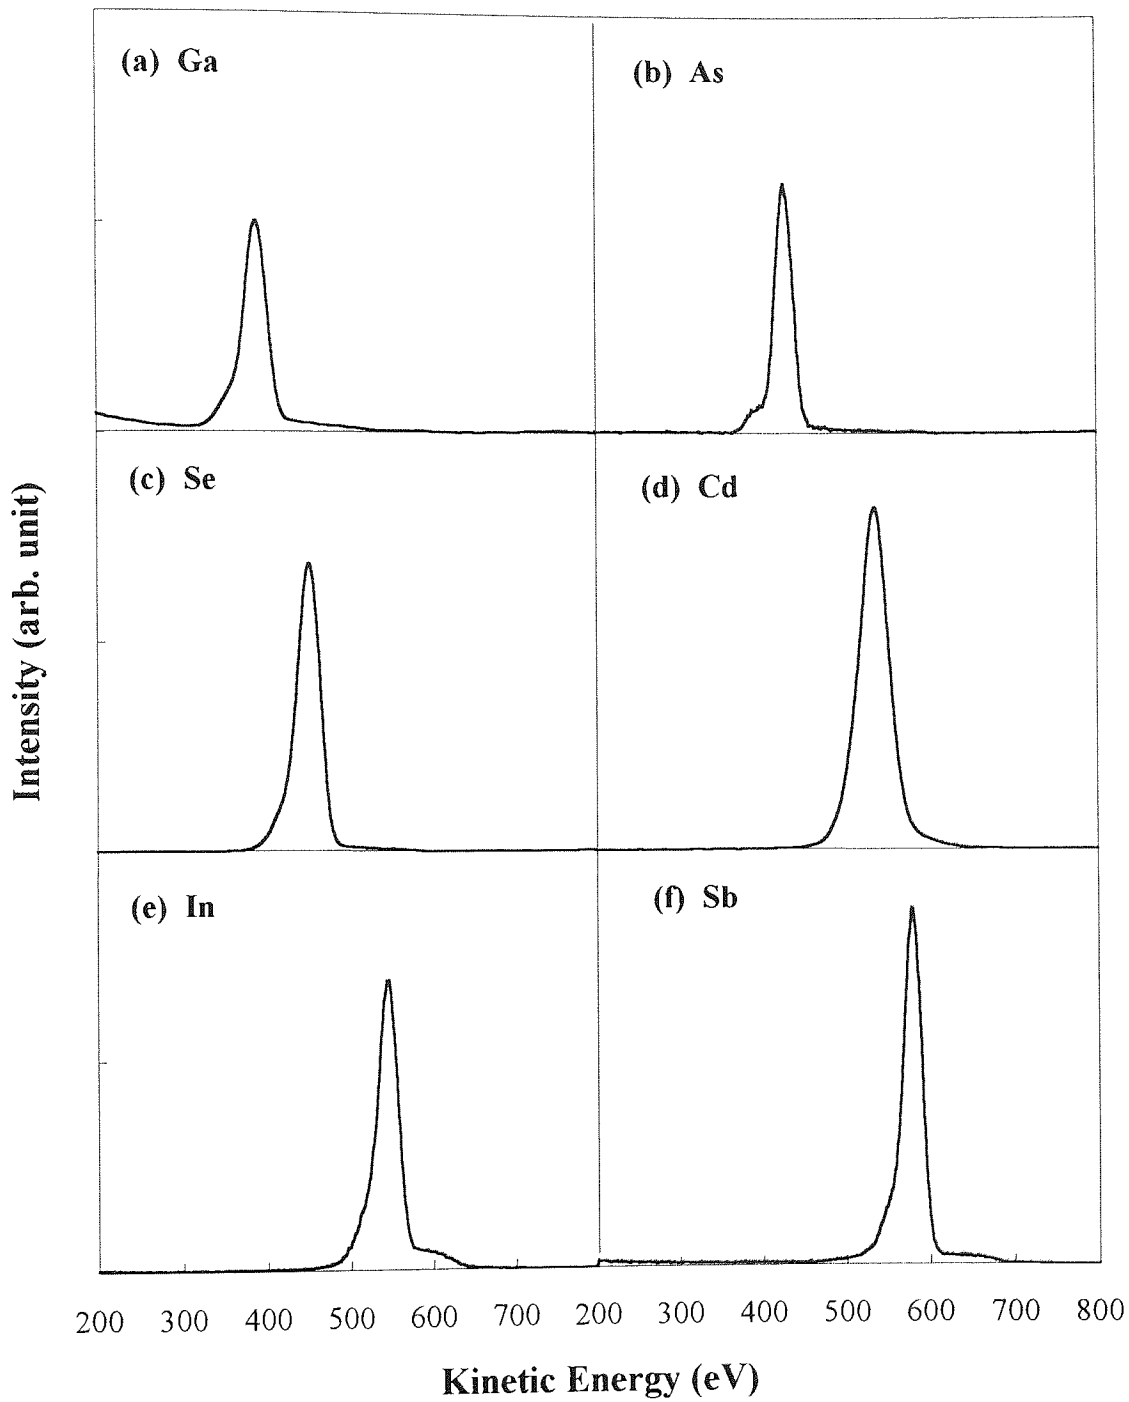 (a) Ga
(b) As
(c) Se
(d) Cd
(e) In
(f) Sb
Intensity (arb. unit)
200 300 400 500 600 700 200 300 400 500 600 700 800
Kinetic Energy (eV)